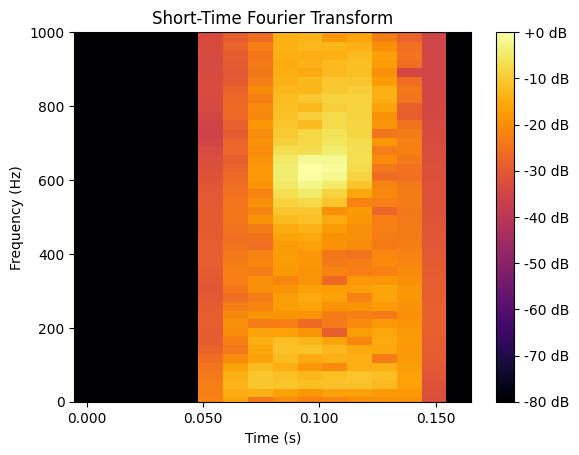 Short-Time Fourier Transform
Frequency (Hz)
1000
800
600
400
200
0
0.000
0.050
0.100
0.150
Time (s)
+0 dB
-10 dB
-20 dB
-30 dB
-40 dB
-50 dB
-60 dB
-70 dB
-80 dB